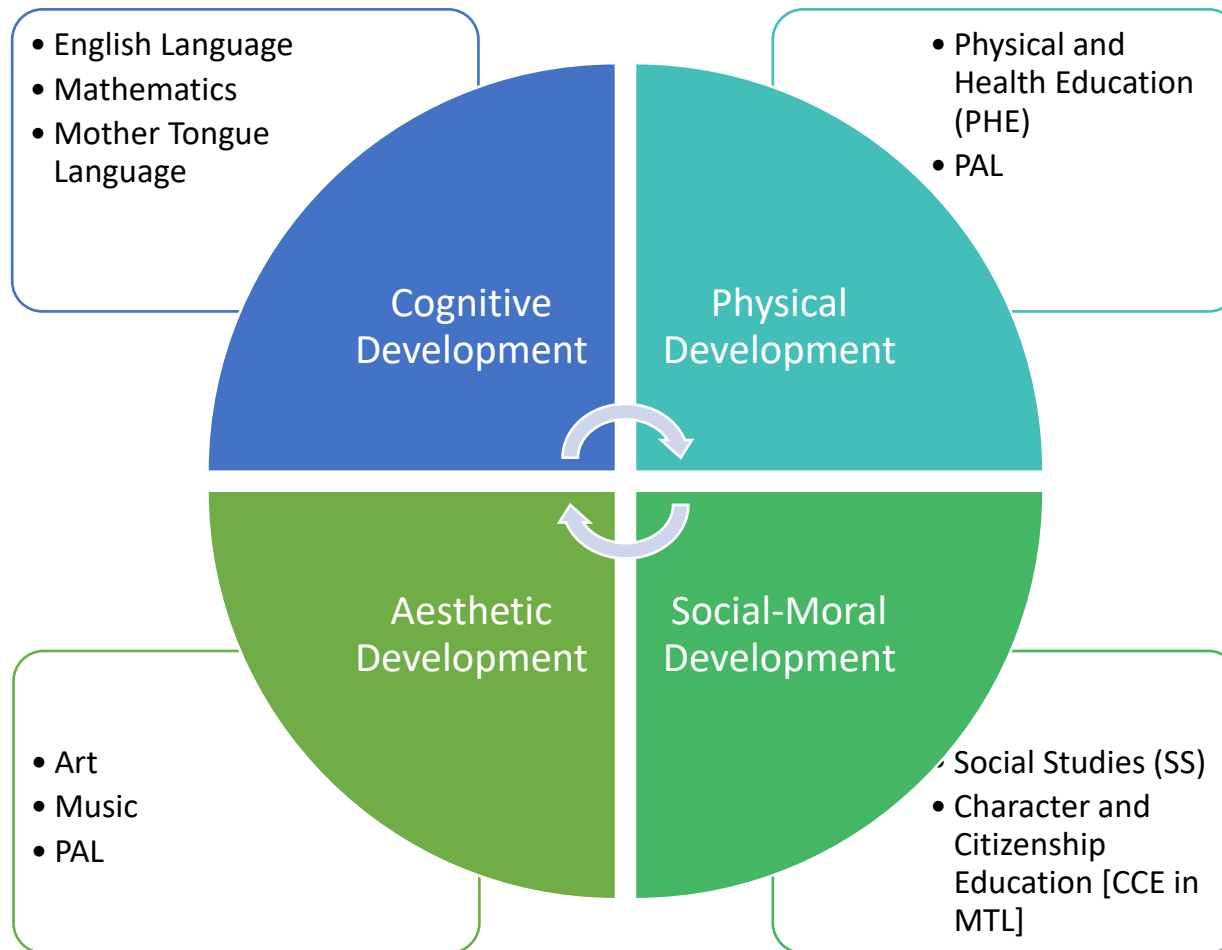 • English Language
• Mathematics
• Mother Tongue
Language
• Physical and
Health Education
(PHE)
• PAL
Cognitive
Development
Physical
Development
Aesthetic
Development
Social-Moral
Development
• Art
• Music
• PAL
• Social Studies (SS)
• Character and
Citizenship
Education [CCE in
MTL]